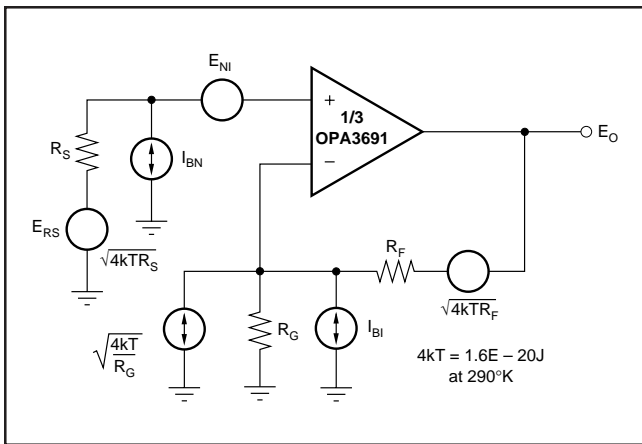 E_NI
+
1/3
OPA3691
−
E_O
R_S
I_BN
E_RS
√4kTR_S
R_F
√4kTR_F
√4kT/R_G
R_G
I_BI
4kT = 1.6E – 20J
at 290°K